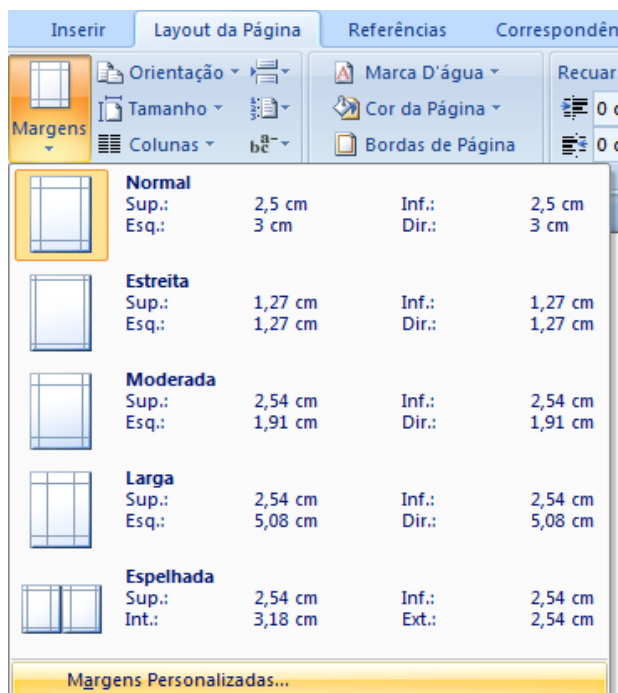 Inserir Layout da Página Referências Correspondên
Orientação Marca D'água Recuar
Tamanho Cor da Página 0 c
Margens
Colunas Bordas de Página 0 c
Normal
Sup.: 2,5 cm Inf.: 2,5 cm
Esq.: 3 cm Dir.: 3 cm
Estreita
Sup.: 1,27 cm Inf.: 1,27 cm
Esq.: 1,27 cm Dir.: 1,27 cm
Moderada
Sup.: 2,54 cm Inf.: 2,54 cm
Esq.: 1,91 cm Dir.: 1,91 cm
Larga
Sup.: 2,54 cm Inf.: 2,54 cm
Esq.: 5,08 cm Dir.: 5,08 cm
Espelhada
Sup.: 2,54 cm Inf.: 2,54 cm
Int.: 3,18 cm Ext.: 2,54 cm
Margens Personalizadas...